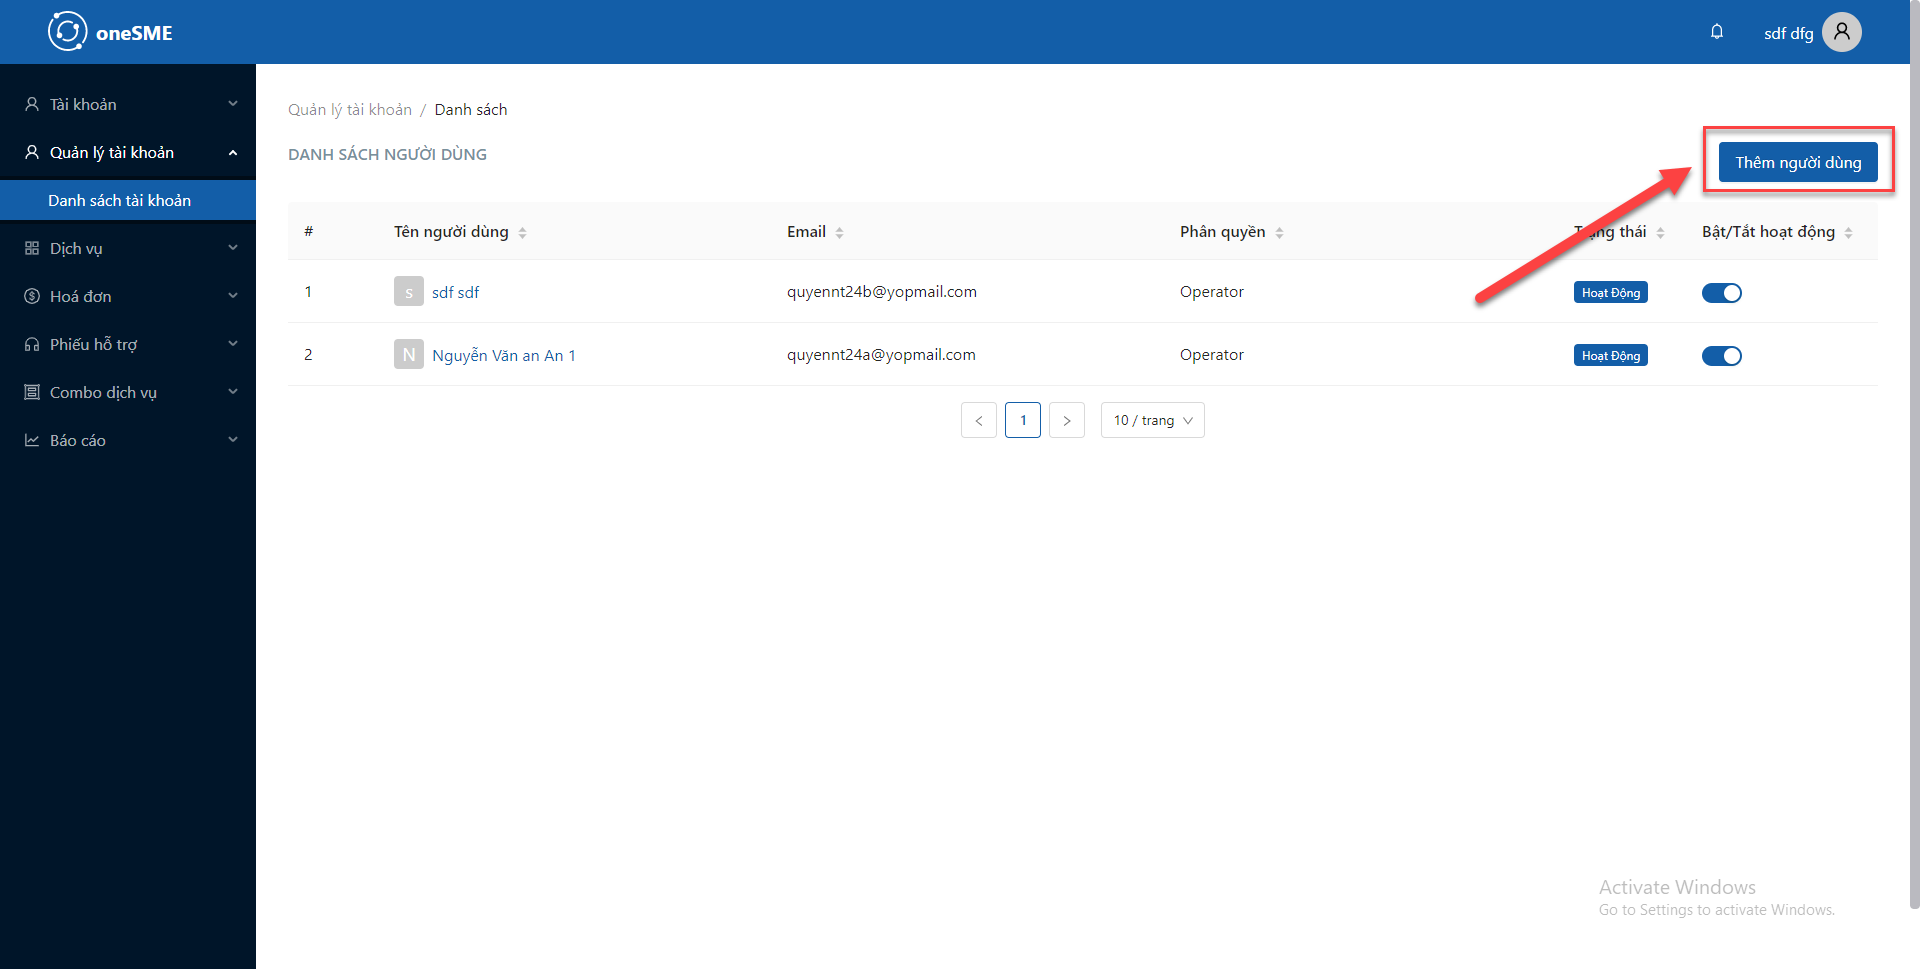 oneSME
sdf dfg
Tài khoản
Quản lý tài khoản
Danh sách tài khoản
Dịch vụ
Hoá đơn
Phiếu hỗ trợ
Combo dịch vụ
Báo cáo
Quản lý tài khoản / Danh sách
DANH SÁCH NGƯỜI DÙNG
Thêm người dùng
# Tên người dùng Email Phân quyền Trạng thái Bật/Tắt hoạt động
1 s sdf sdf quyennt24b@yopmail.com Operator Hoạt Động
2 N Nguyễn Văn an An 1 quyennt24a@yopmail.com Operator Hoạt Động
< 1 > 10 / trang
Activate Windows
Go to Settings to activate Windows.